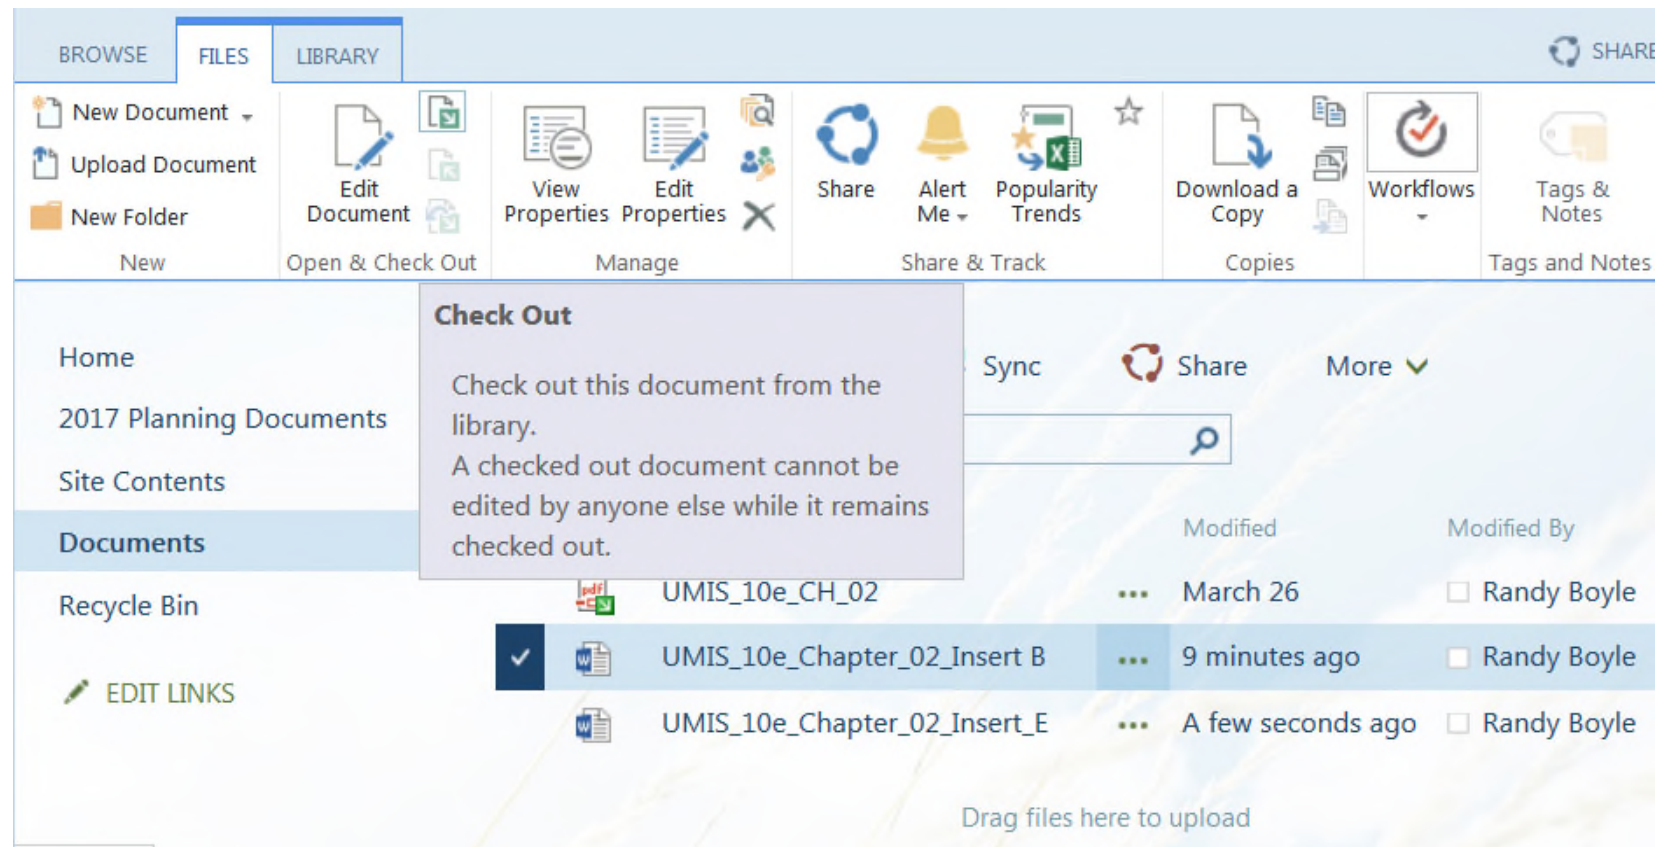 BROWSE FILES LIBRARY SHARE
New Document
Upload Document
New Folder
New
Edit
Document
Open & Check Out
View
Properties
Edit
Properties
Manage
Share
Alert
Me
Popularity
Trends
Share & Track
Download a
Copy
Copies
Workflows
Tags &
Notes
Tags and Notes
Check Out
Check out this document from the
library.
A checked out document cannot be
edited by anyone else while it remains
checked out.
Home
2017 Planning Documents
Site Contents
Documents
Recycle Bin
EDIT LINKS
Sync Share More
Modified Modified By
pdf UMIS_10e_CH_02 ... March 26 Randy Boyle
UMIS_10e_Chapter_02_Insert B ... 9 minutes ago Randy Boyle
UMIS_10e_Chapter_02_Insert_E ... A few seconds ago Randy Boyle
Drag files here to upload